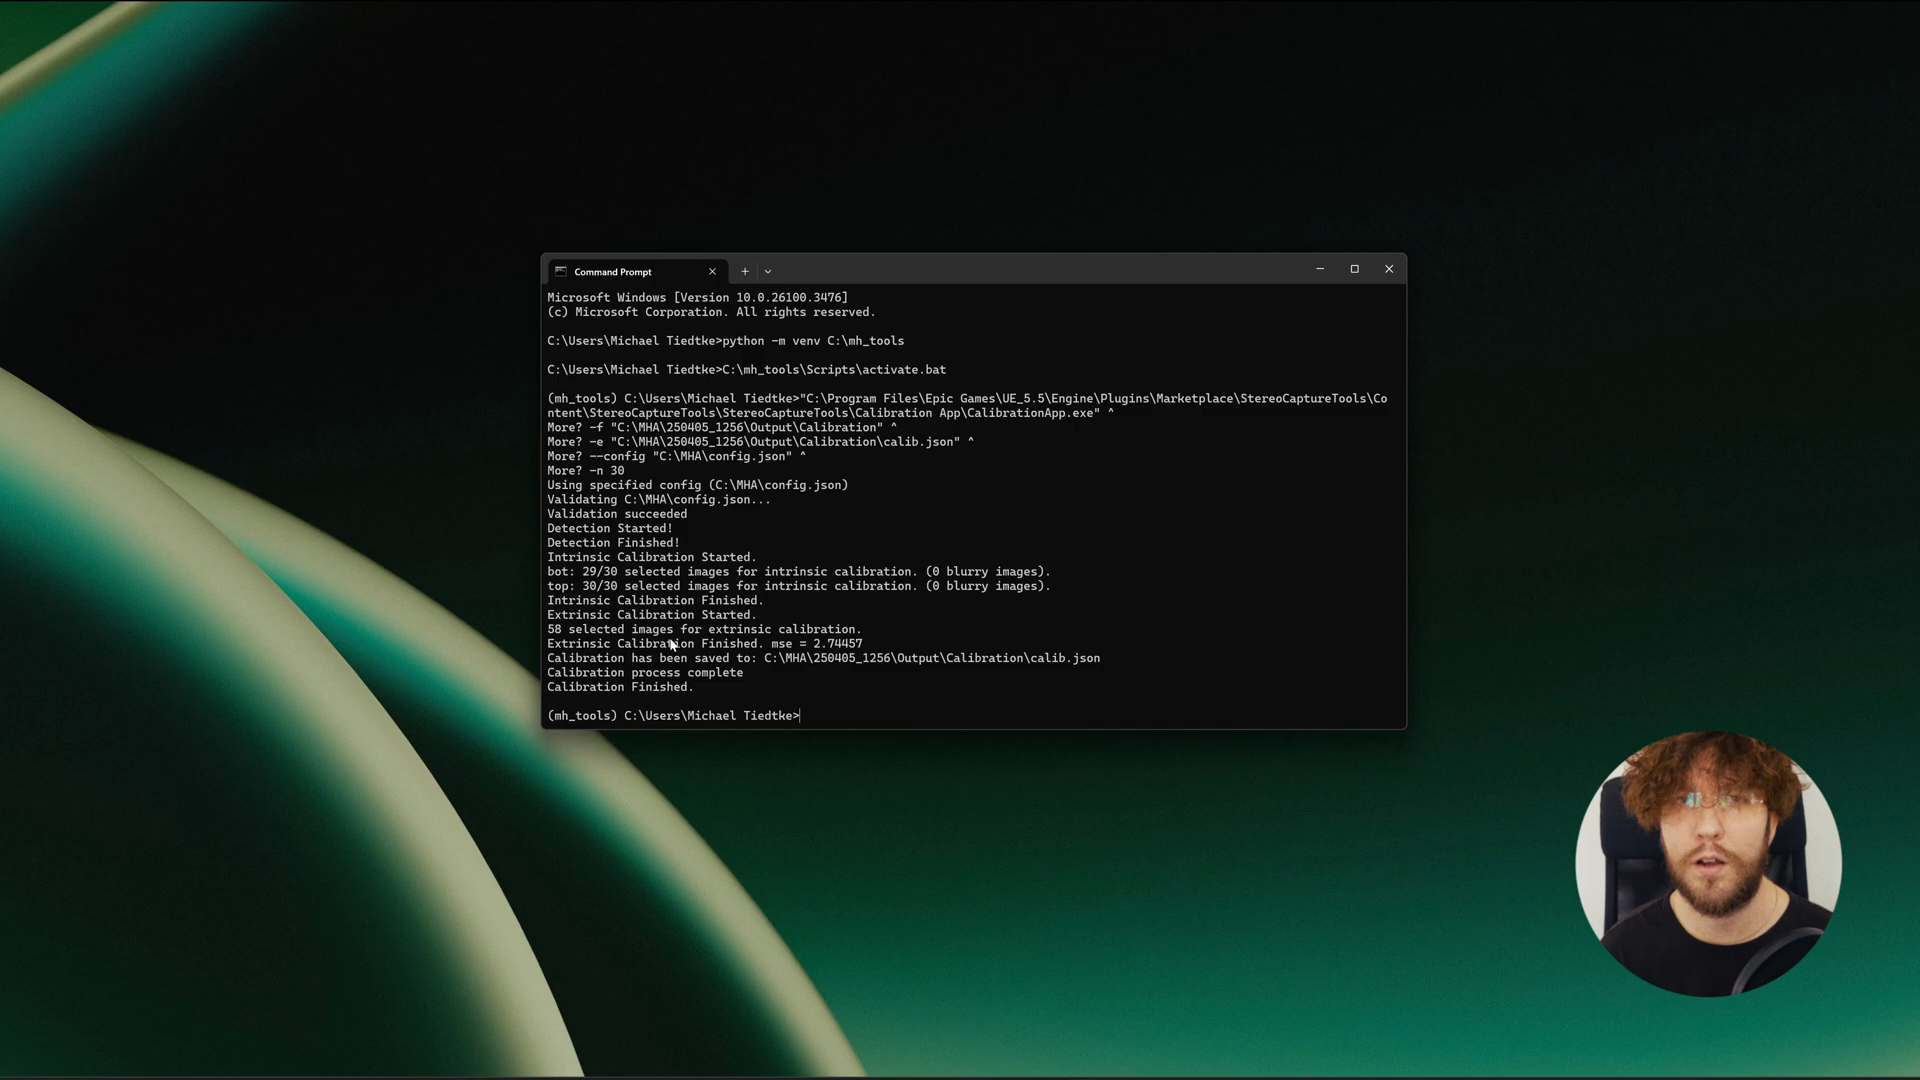 Command Prompt
Microsoft Windows [Version 10.0.26100.3476]
(c) Microsoft Corporation. All rights reserved.
C:\Users\Michael Tiedtke>python -m venv C:\mh_tools
C:\Users\Michael Tiedtke>C:\mh_tools\Scripts\activate.bat
(mh_tools) C:\Users\Michael Tiedtke>"C:\Program Files\Epic Games\UE_5.5\Engine\Plugins\Marketplace\StereoCaptureTools\Co
ntent\StereoCaptureTools\StereoCaptureTools\Calibration App\CalibrationApp.exe" ^
More? -f "C:\MHA\250405_1256\Output\Calibration" ^
More? -e "C:\MHA\250405_1256\Output\Calibration\calib.json" ^
More? --config "C:\MHA\config.json" ^
More? -n 30
Using specified config (C:\MHA\config.json)
Validating C:\MHA\config.json...
Validation succeeded
Detection Started!
Detection Finished!
Intrinsic Calibration Started.
bot: 29/30 selected images for intrinsic calibration. (0 blurry images).
top: 30/30 selected images for intrinsic calibration. (0 blurry images).
Intrinsic Calibration Finished.
Extrinsic Calibration Started.
58 selected images for extrinsic calibration.
Extrinsic Calibration Finished. mse = 2.74457
Calibration has been saved to: C:\MHA\250405_1256\Output\Calibration\calib.json
Calibration process complete
Calibration Finished.
(mh_tools) C:\Users\Michael Tiedtke>